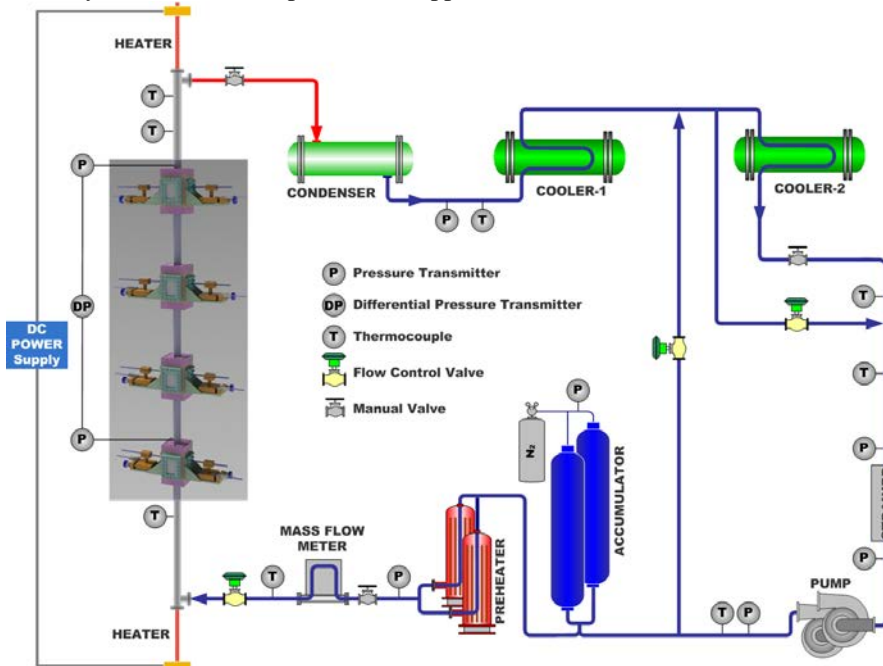 HEATER
T
T
P
DP
P
DC
POWER
Supply
T
HEATER
CONDENSER
P
T
COOLER-1
COOLER-2
P Pressure Transmitter
DP Differential Pressure Transmitter
T Thermocouple
Flow Control Valve
Manual Valve
T
T
P
P
P
N₂
ACCUMULATOR
PREHEATER
MASS FLOW
METER
T
P
T
P
PUMP